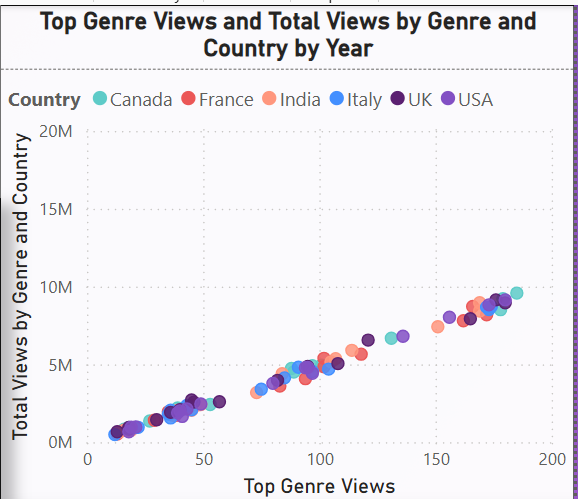 Top Genre Views and Total Views by Genre and
Country by Year
Country Canada France India Italy UK USA
Total Views by Genre and Country
20M
15M
10M
5M
0M
0 50 100 150 200
Top Genre Views